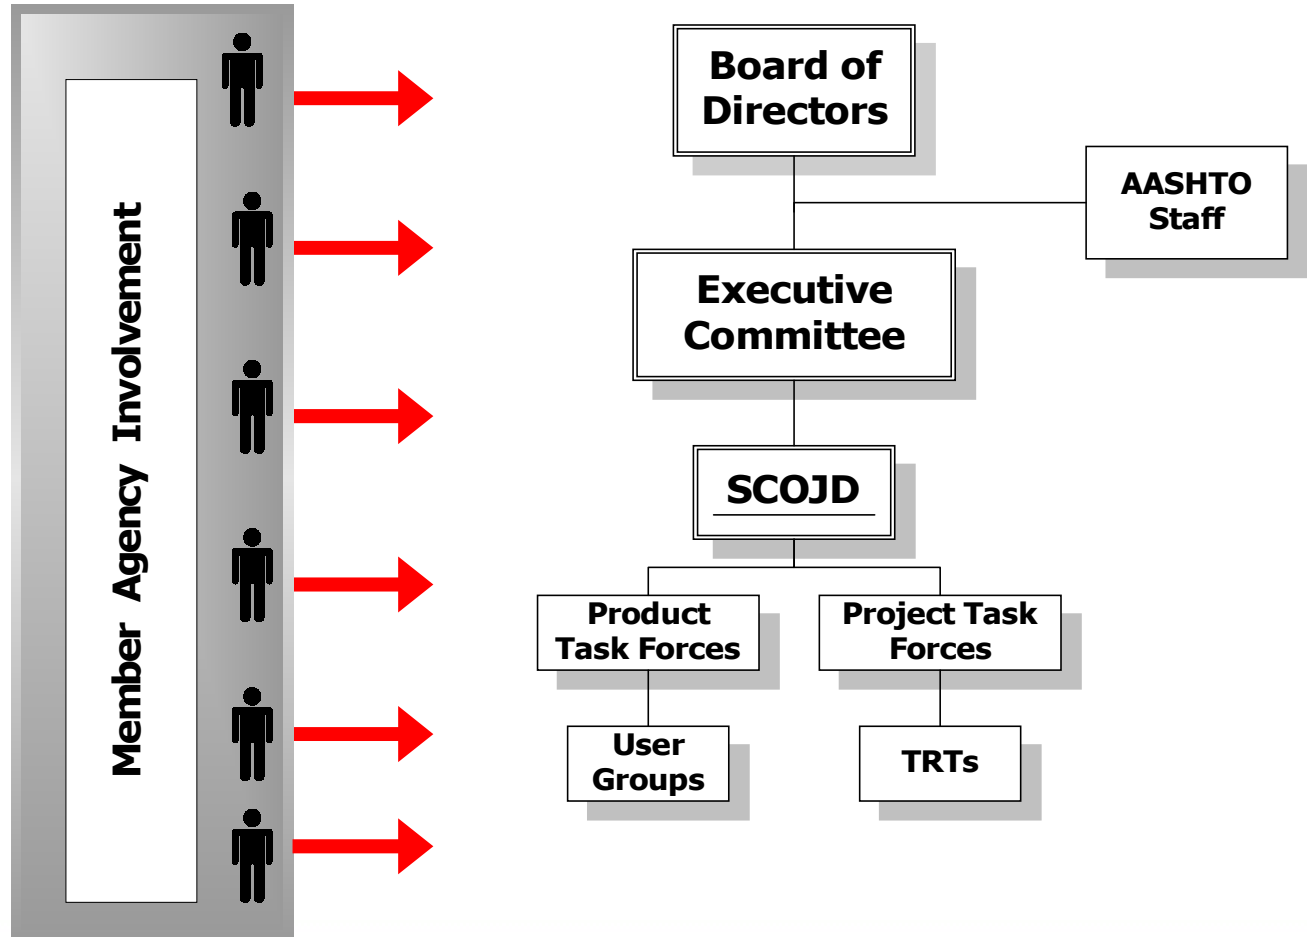 Member Agency Involvement
Board of
Directors
AASHTO
Staff
Executive
Committee
SCOJD
Product
Task Forces
Project Task
Forces
User
Groups
TRTs